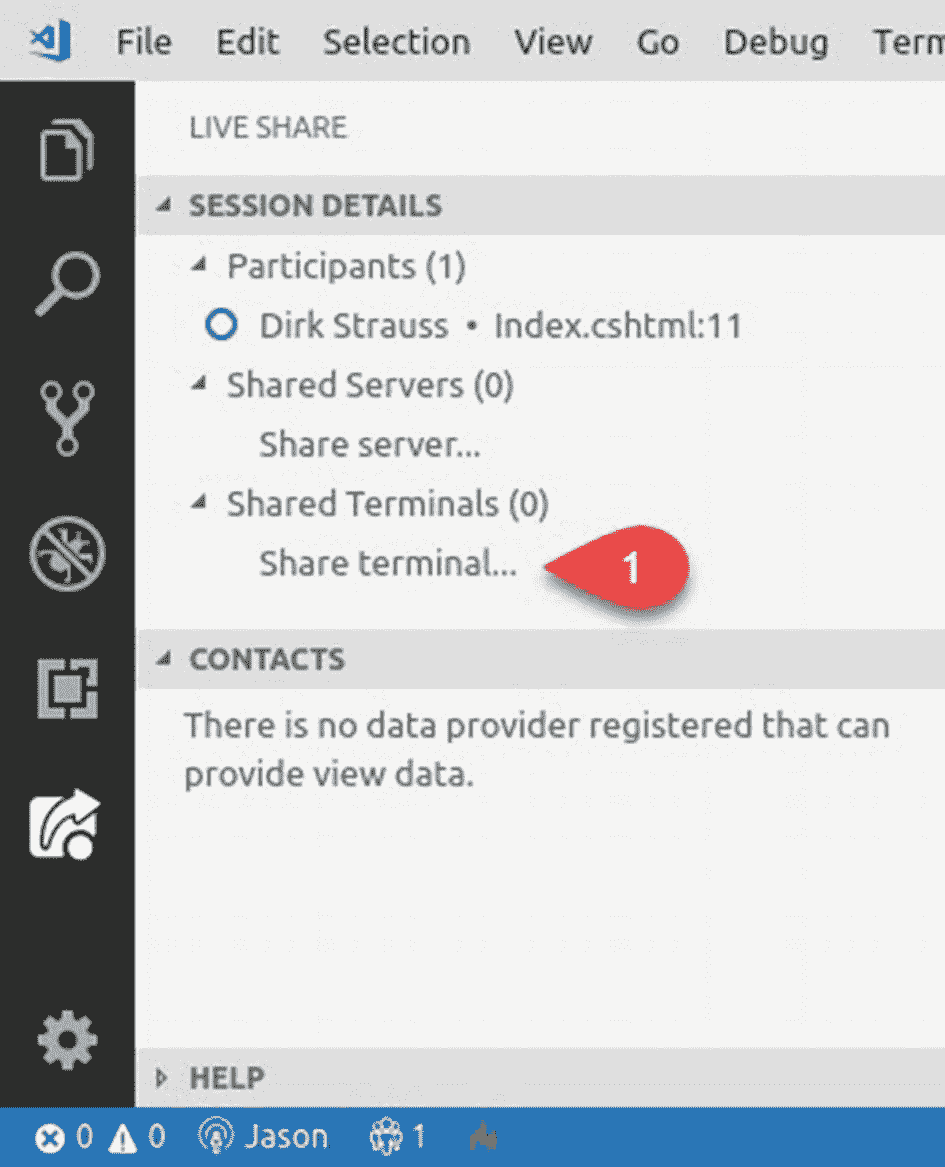 File Edit Selection View Go Debug Term
LIVE SHARE
SESSION DETAILS
Participants (1)
Dirk Strauss • Index.cshtml:11
Shared Servers (0)
Share server...
Shared Terminals (0)
Share terminal...
1
CONTACTS
There is no data provider registered that can
provide view data.
HELP
0 0 Jason 1